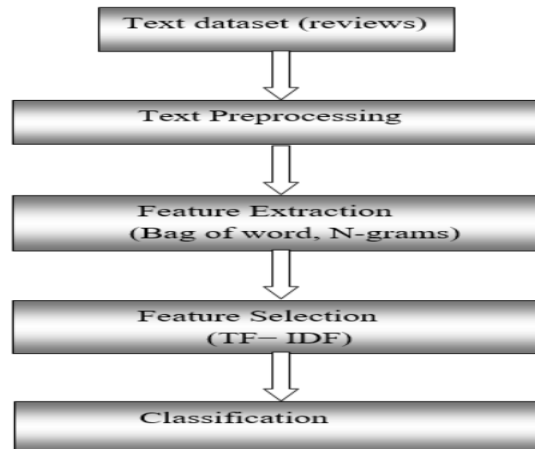 Text dataset (reviews)
Text Preprocessing
Feature Extraction
(Bag of word, N-grams)
Feature Selection
(TF− IDF)
Classification